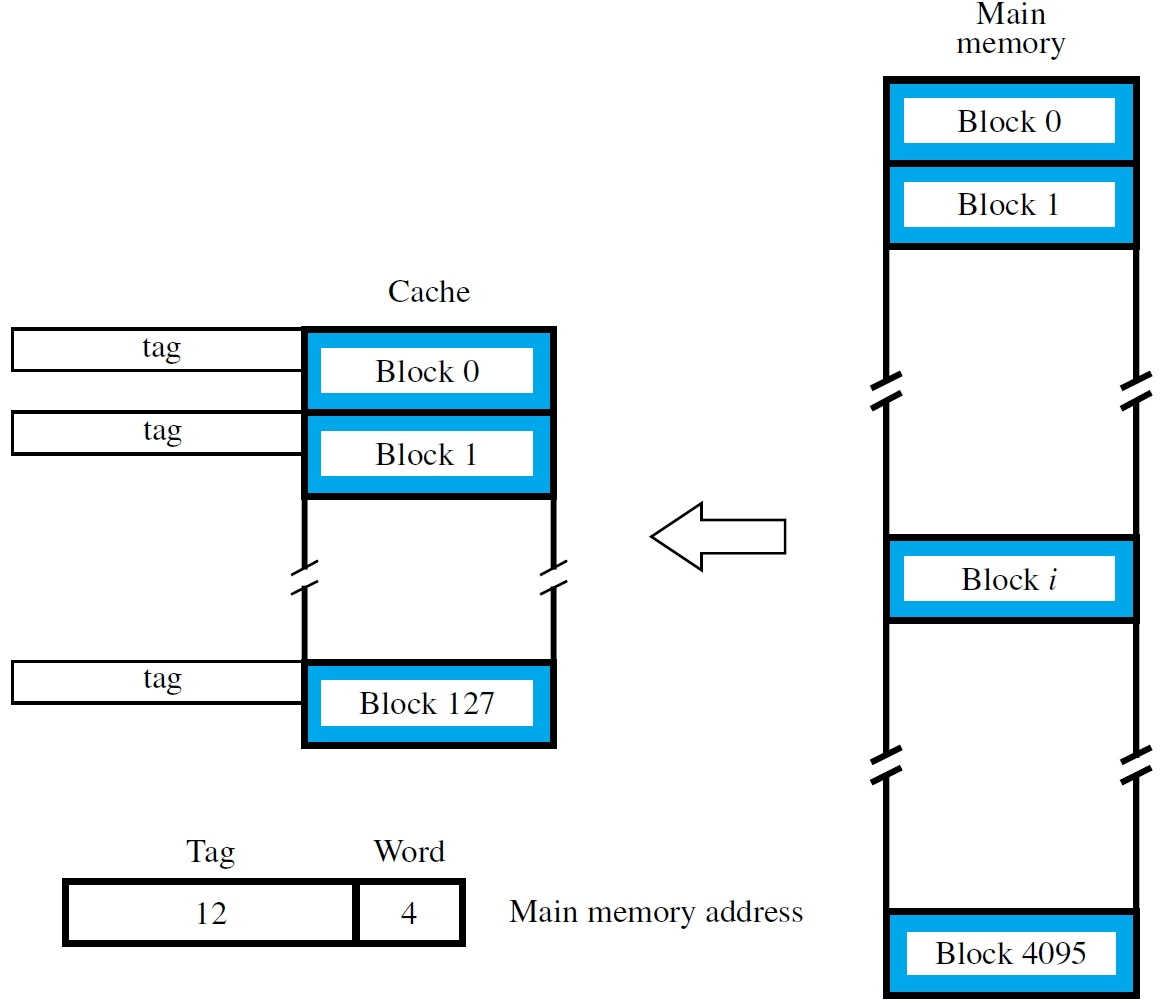 Main
memory
Block 0
Block 1
Cache
tag
Block 0
tag
Block 1
Block i
tag
Block 127
Tag
Word
12
4
Main memory address
Block 4095